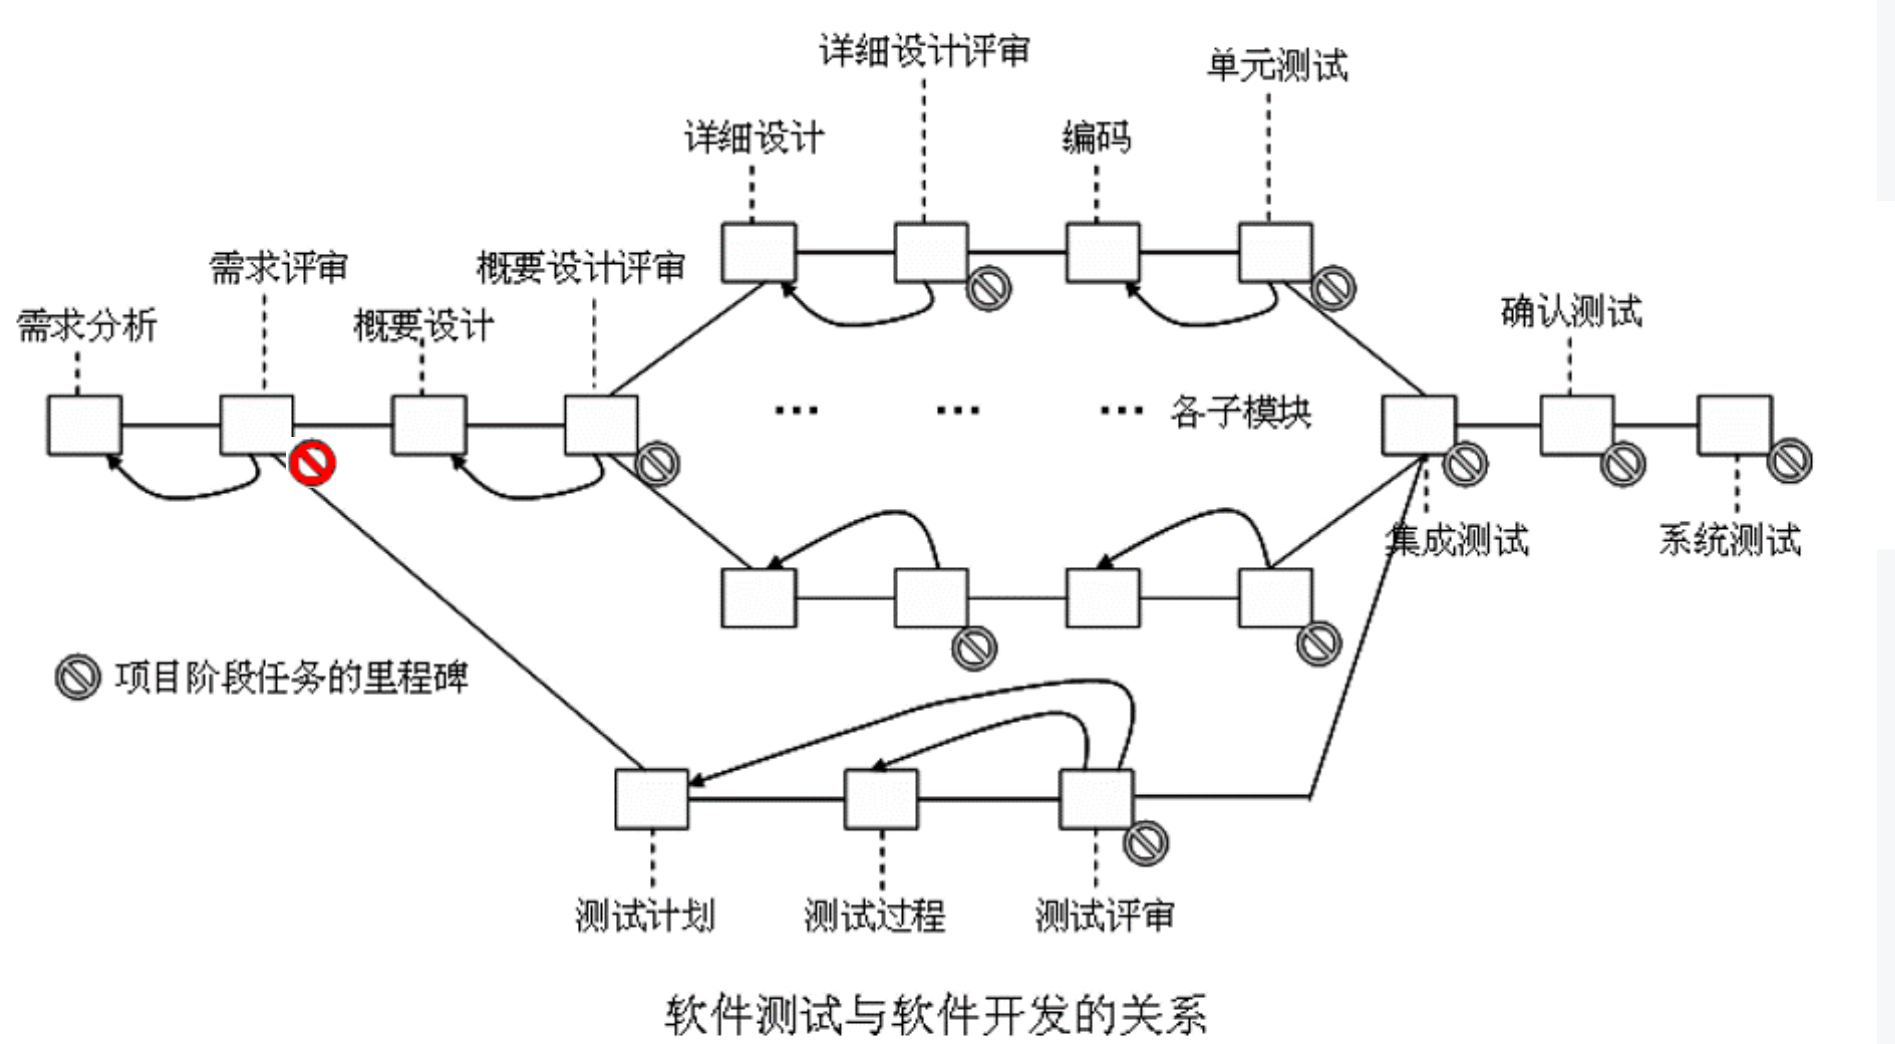 详细设计评审
单元测试
详细设计
编码
需求评审
概要设计评审
需求分析
概要设计
确认测试
... ... ... 各子模块
集成测试
系统测试
项目阶段任务的里程碑
测试计划
测试过程
测试评审
软件测试与软件开发的关系